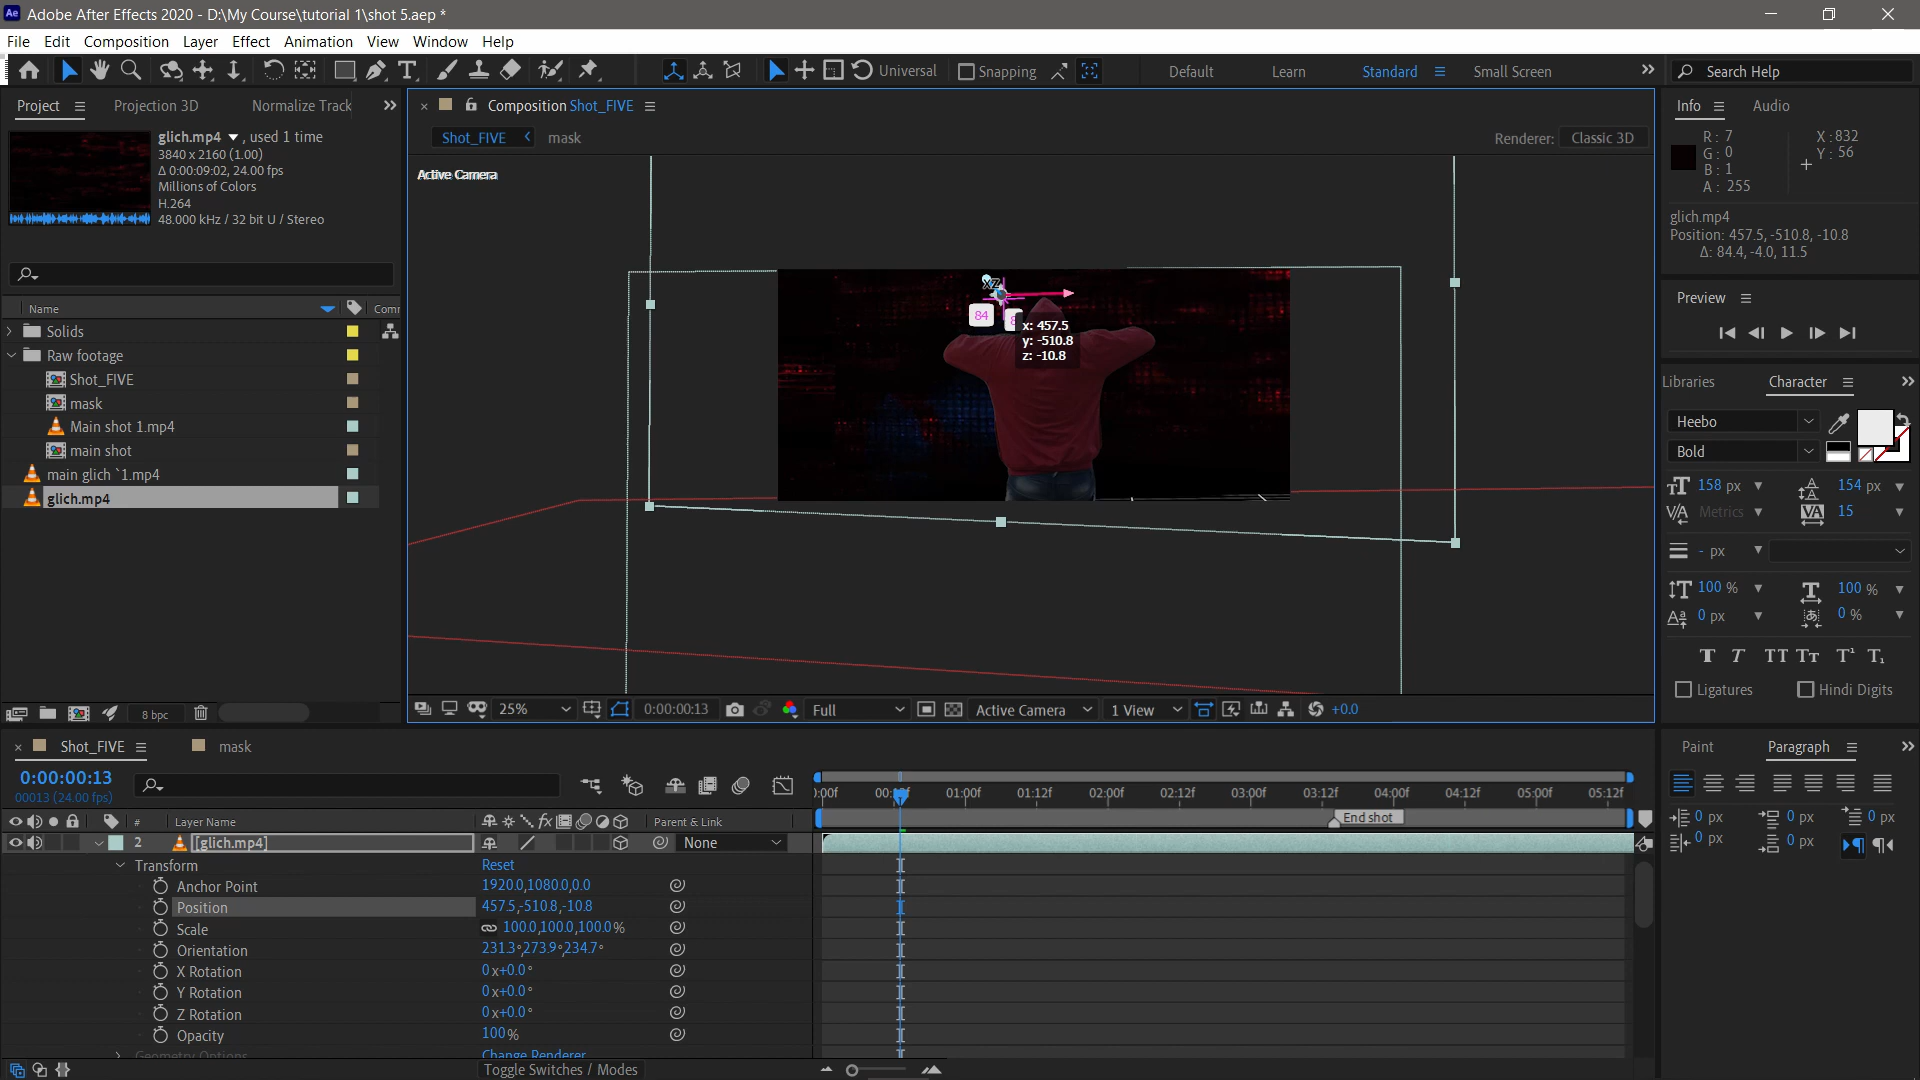 Adobe After Effects 2020 - D:\My Course\tutorial 1\shot 5.aep *
File Edit Composition Layer Effect Animation View Window Help
Universal Snapping Default Learn Standard Small Screen Search Help
Project Projection 3D Normalize Track
glich.mp4 , used 1 time
3840 x 2160 (1.00)
Δ 0:00:09:02, 24.00 fps
Millions of Colors
H.264
48.000 kHz / 32 bit U / Stereo
Name Comr
Solids
Raw footage
Shot_FIVE
mask
Main shot 1.mp4
main shot
main glich `1.mp4
glich.mp4
8 bpc
Composition Shot_FIVE
Shot_FIVE mask
Renderer: Classic 3D
Active Camera
XZ
84
x: 457.5
y: -510.8
z: -10.8
25% 0:00:00:13 Full Active Camera 1 View +0.0
Info Audio
R: 7
G: 0
B: 1
A: 255
X: 832
Y: 56
glich.mp4
Position: 457.5, -510.8, -10.8
Δ: 84.4, -4.0, 11.5
Preview
Libraries Character
Heebo
Bold
158 px 154 px
Metrics 15
- px
100 % 100 %
0 px 0 %
Ligatures Hindi Digits
Paint Paragraph
0 px 0 px 0 px
0 px 0 px
Shot_FIVE mask
0:00:00:13
00013 (24.00 fps)
# Layer Name Parent & Link
2 [glich.mp4] None
Transform Reset
Anchor Point 1920.0,1080.0,0.0
Position 457.5,-510.8,-10.8
Scale 100.0,100.0,100.0%
Orientation 231.3°,273.9°,234.7°
X Rotation 0x+0.0°
Y Rotation 0x+0.0°
Z Rotation 0x+0.0°
Opacity 100%
Geometry Options Change Renderer
Toggle Switches / Modes
01:00f 01:12f 02:00f 02:12f 03:00f 03:12f 04:00f 04:12f 05:00f 05:12f
End shot